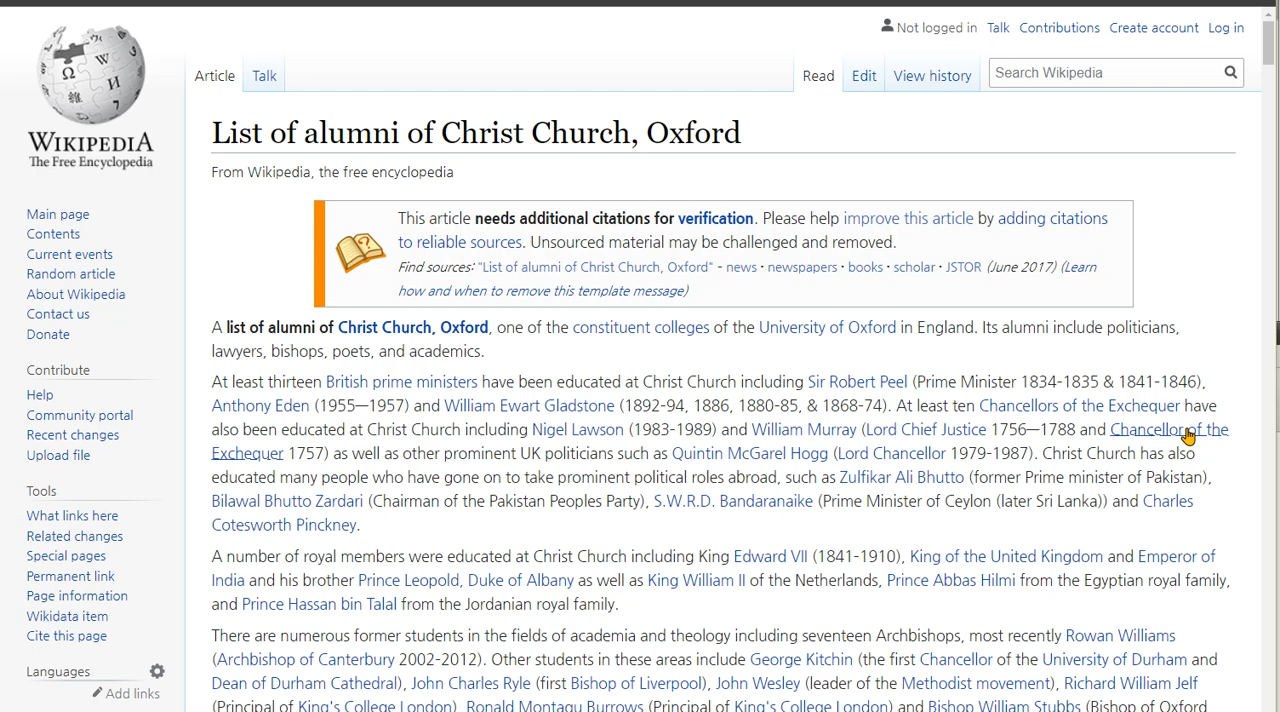 Not logged in Talk Contributions Create account Log in
Article Talk Read Edit View history Search Wikipedia
WIKIPEDIA
The Free Encyclopedia
Main page
Contents
Current events
Random article
About Wikipedia
Contact us
Donate
Contribute
Help
Community portal
Recent changes
Upload file
Tools
What links here
Related changes
Special pages
Permanent link
Page information
Wikidata item
Cite this page
Languages
Add links
List of alumni of Christ Church, Oxford
From Wikipedia, the free encyclopedia
This article needs additional citations for verification. Please help improve this article by adding citations
to reliable sources. Unsourced material may be challenged and removed.
Find sources: "List of alumni of Christ Church, Oxford" - news · newspapers · books · scholar · JSTOR (June 2017) (Learn
how and when to remove this template message)
A list of alumni of Christ Church, Oxford, one of the constituent colleges of the University of Oxford in England. Its alumni include politicians,
lawyers, bishops, poets, and academics.
At least thirteen British prime ministers have been educated at Christ Church including Sir Robert Peel (Prime Minister 1834-1835 & 1841-1846),
Anthony Eden (1955—1957) and William Ewart Gladstone (1892-94, 1886, 1880-85, & 1868-74). At least ten Chancellors of the Exchequer have
also been educated at Christ Church including Nigel Lawson (1983-1989) and William Murray (Lord Chief Justice 1756—1788 and Chancellor of the
Exchequer 1757) as well as other prominent UK politicians such as Quintin McGarel Hogg (Lord Chancellor 1979-1987). Christ Church has also
educated many people who have gone on to take prominent political roles abroad, such as Zulfikar Ali Bhutto (former Prime minister of Pakistan),
Bilawal Bhutto Zardari (Chairman of the Pakistan Peoples Party), S.W.R.D. Bandaranaike (Prime Minister of Ceylon (later Sri Lanka)) and Charles
Cotesworth Pinckney.
A number of royal members were educated at Christ Church including King Edward VII (1841-1910), King of the United Kingdom and Emperor of
India and his brother Prince Leopold, Duke of Albany as well as King William II of the Netherlands, Prince Abbas Hilmi from the Egyptian royal family,
and Prince Hassan bin Talal from the Jordanian royal family.
There are numerous former students in the fields of academia and theology including seventeen Archbishops, most recently Rowan Williams
(Archbishop of Canterbury 2002-2012). Other students in these areas include George Kitchin (the first Chancellor of the University of Durham and
Dean of Durham Cathedral), John Charles Ryle (first Bishop of Liverpool), John Wesley (leader of the Methodist movement), Richard William Jelf
(Principal of King's College London), Ronald Montagu Burrows (Principal of King's College London) and Bishop William Stubbs (Bishop of Oxford